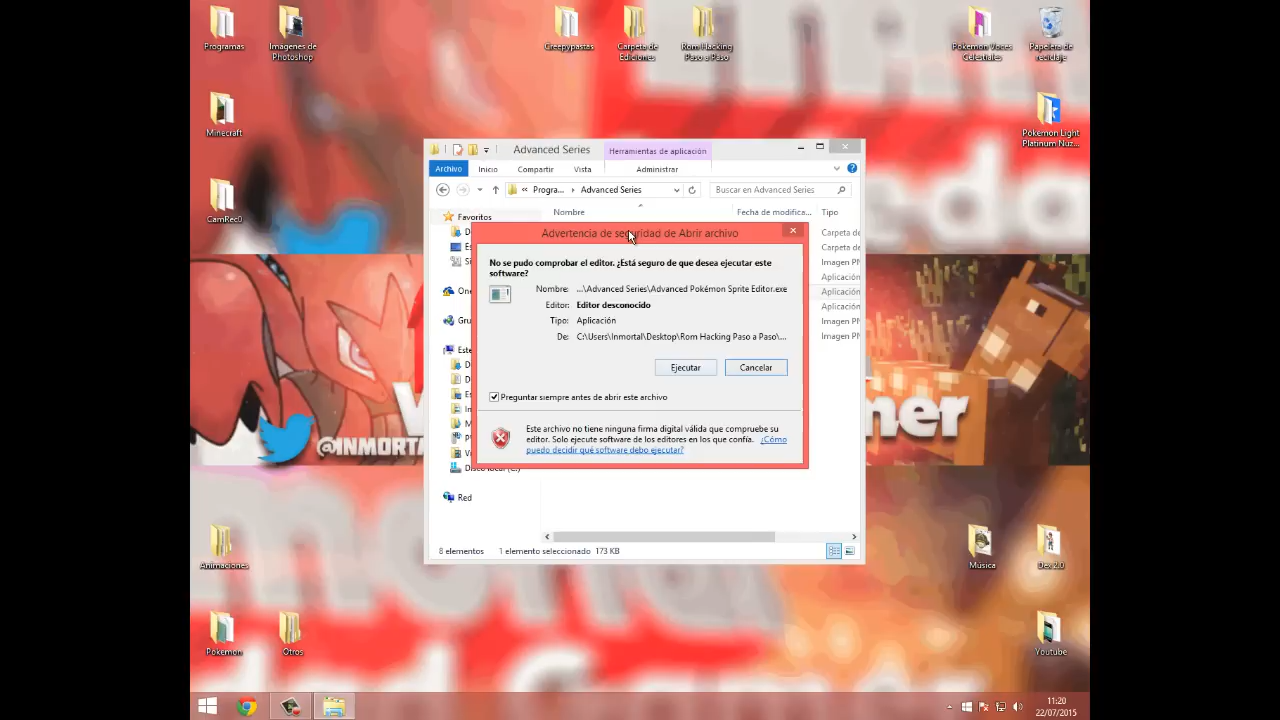 Programas
Imagenes de
Photoshop
Creepypastas
Carpeta de
Ediciones
Rom Hacking
Paso a Paso
Pokemon Voces
Celestiales
Papelera de
reciclaje
Minecraft
Pokemon Light
Platinum Nuz...
CamRec0
Advanced Series
Herramientas de aplicación
Archivo
Inicio
Compartir
Vista
Administrar
« Progra...
Advanced Series
Buscar en Advanced Series
Nombre
Fecha de modifica...
Tipo
Favoritos
Carpeta de
Carpeta de
Imagen PN
Aplicación
Aplicación
Aplicación
Imagen PN
Imagen PN
Advertencia de seguridad de Abrir archivo
No se pudo comprobar el editor. ¿Está seguro de que desea ejecutar este
software?
Nombre: ...\Advanced Series\Advanced Pokémon Sprite Editor.exe
Editor: Editor desconocido
Tipo: Aplicación
De: C:\Users\Inmortal\Desktop\Rom Hacking Paso a Paso\....
Ejecutar
Cancelar
Preguntar siempre antes de abrir este archivo
Este archivo no tiene ninguna firma digital válida que compruebe su
editor. Solo ejecute software de los editores en los que confía. ¿Cómo
puedo decidir qué software debo ejecutar?
One
Gru
Este
Red
@INMORTA
mer
8 elementos
1 elemento seleccionado 173 KB
Animaciones
Música
Dex 2.0
Pokemon
Otros
Youtube
11:20
22/07/2015